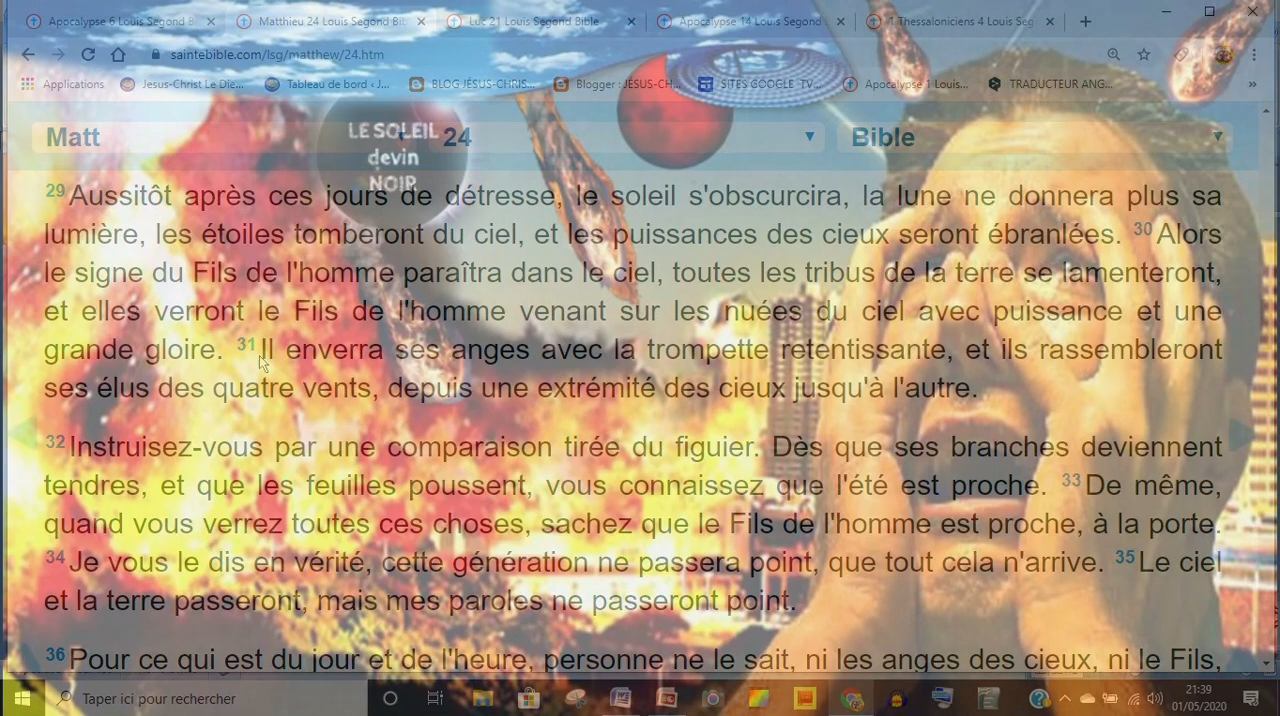 Apocalypse 6 Louis Segond B
Matthieu 24 Louis Segond Bib
Luc 21 Louis Segond Bible
Apocalypse 14 Louis Segond
1 Thessaloniciens 4 Louis Seg
saintebible.com/lsg/matthew/24.htm
Applications
Jesus-Christ Le Die...
Tableau de bord ‹ J...
BLOG JÉSUS-CHRIS...
Blogger : JÉSUS-CH...
SITES GOOGLE -TV...
Apocalypse 1 Louis...
TRADUCTEUR ANG...
»
Matt
24
Bible
LE SOLEIL
devin
NOIR
29 Aussitôt après ces jours de détresse, le soleil s'obscurcira, la lune ne donnera plus sa
lumière, les étoiles tomberont du ciel, et les puissances des cieux seront ébranlées. 30 Alors
le signe du Fils de l'homme paraîtra dans le ciel, toutes les tribus de la terre se lamenteront,
et elles verront le Fils de l'homme venant sur les nuées du ciel avec puissance et une
grande gloire. 31 Il enverra ses anges avec la trompette retentissante, et ils rassembleront
ses élus des quatre vents, depuis une extrémité des cieux jusqu'à l'autre.
32 Instruisez-vous par une comparaison tirée du figuier. Dès que ses branches deviennent
tendres, et que les feuilles poussent, vous connaissez que l'été est proche. 33 De même,
quand vous verrez toutes ces choses, sachez que le Fils de l'homme est proche, à la porte.
34 Je vous le dis en vérité, cette génération ne passera point, que tout cela n'arrive. 35 Le ciel
et la terre passeront, mais mes paroles ne passeront point.
36 Pour ce qui est du jour et de l'heure, personne ne le sait, ni les anges des cieux, ni le Fils,
Taper ici pour rechercher
21:39
01/05/2020